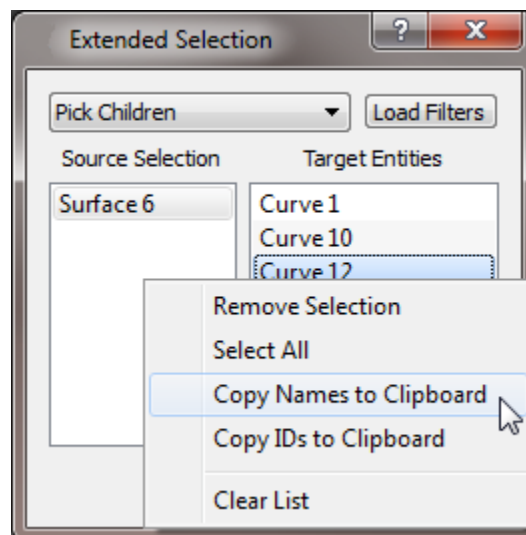 Extended Selection
?
Pick Children
Load Filters
Source Selection
Target Entities
Surface 6
Curve 1
Curve 10
Curve 12
Remove Selection
Select All
Copy Names to Clipboard
Copy IDs to Clipboard
Clear List